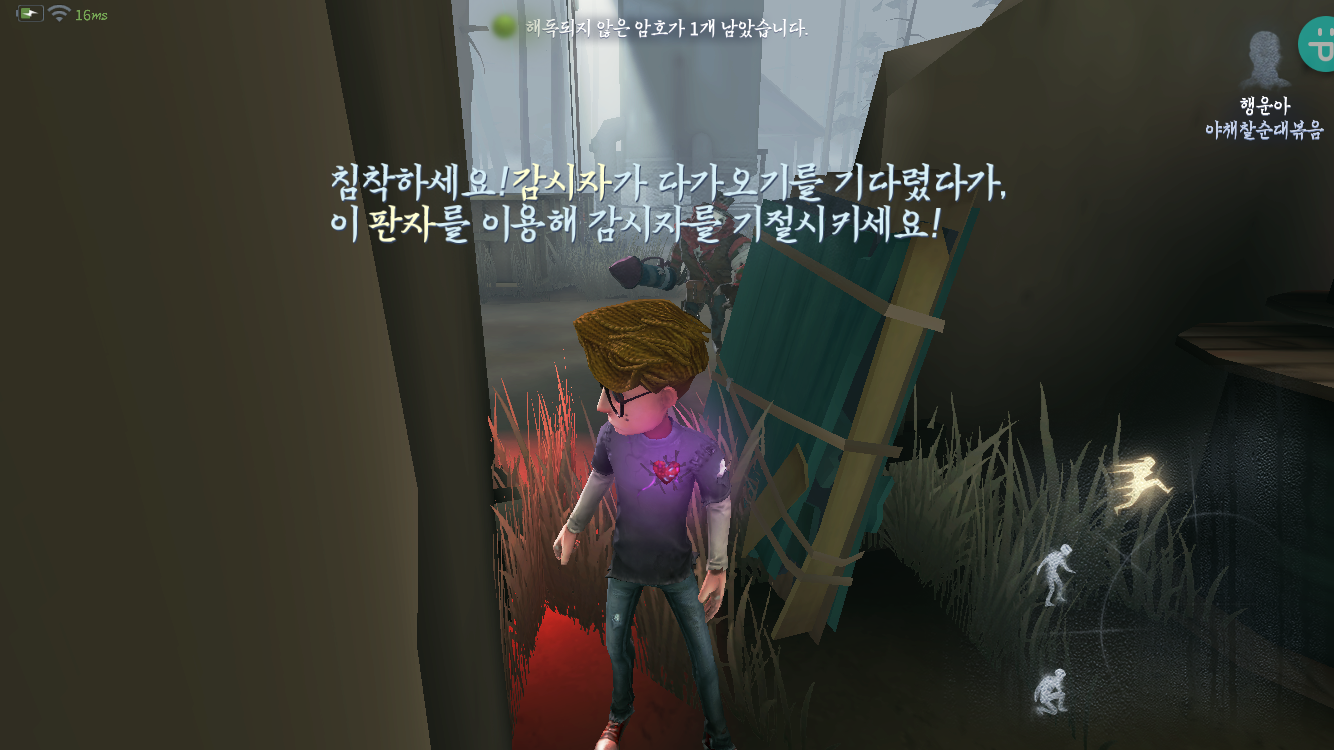 16ms
해독되지 않은 암호가 1개 남았습니다.
행운아
야채찰순대볶음
침착하세요!감시자가 다가오기를 기다렸다가,
이 판자를 이용해 감시자를 기절시키세요!